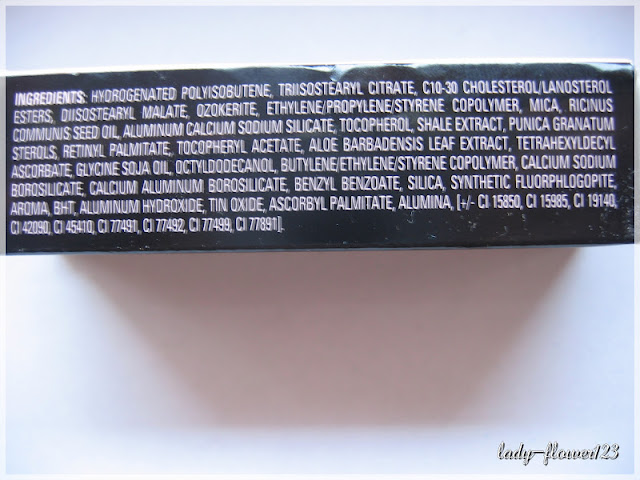 INGREDIENTS: HYDROGENATED POLYISOBUTENE, TRIISOSTEARYL CITRATE, C10-30 CHOLESTEROL/LANOSTEROL
ESTERS, DIISOSTEARYL MALATE, OZOKERITE, ETHYLENE/PROPYLENE/STYRENE COPOLYMER, MICA, RICINUS
COMMUNIS SEED OIL, ALUMINUM CALCIUM SODIUM SILICATE, TOCOPHEROL, SHALE EXTRACT, PUNICA GRANATUM
STEROLS, RETINYL PALMITATE, TOCOPHERYL ACETATE, ALOE BARBADENSIS LEAF EXTRACT, TETRAHEXYLDECYL
ASCORBATE, GLYCINE SOJA OIL, OCTYLDODECANOL, BUTYLENE/ETHYLENE/STYRENE COPOLYMER, CALCIUM SODIUM
BOROSILICATE, CALCIUM ALUMINUM BOROSILICATE, BENZYL BENZOATE, SILICA, SYNTHETIC FLUORPHLOGOPITE,
AROMA, BHT, ALUMINUM HYDROXIDE, TIN OXIDE, ASCORBYL PALMITATE, ALUMINA, [+/- CI 15850, CI 15985, CI 19140,
CI 42090, CI 45410, CI 77491, CI 77492, CI 77499, CI 77891].
lady-flower123